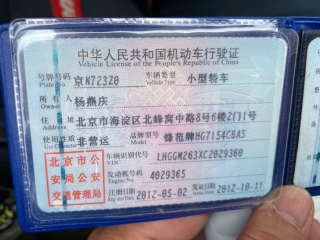 中华人民共和国机动车行驶证
Vehicle License of the People's Republic of China
号牌号码 京N723Z0 车辆类型 小型轿车
Plate No. Vehicle Type
所有人 杨燕庆
Owner
住址 北京市海淀区北蜂窝中路8号6楼2门1号
使用性质 非营运 品牌型号 锋范牌HG7154CBAS
Use Character Model
北京市公安局公安交通管理局
车辆识别代号 LHGGM263XC2029360
VIN
发动机号码 4029365
Engine No.
注册日期 2012-05-02 发证日期 2012-10-11
Register Date Issue Date